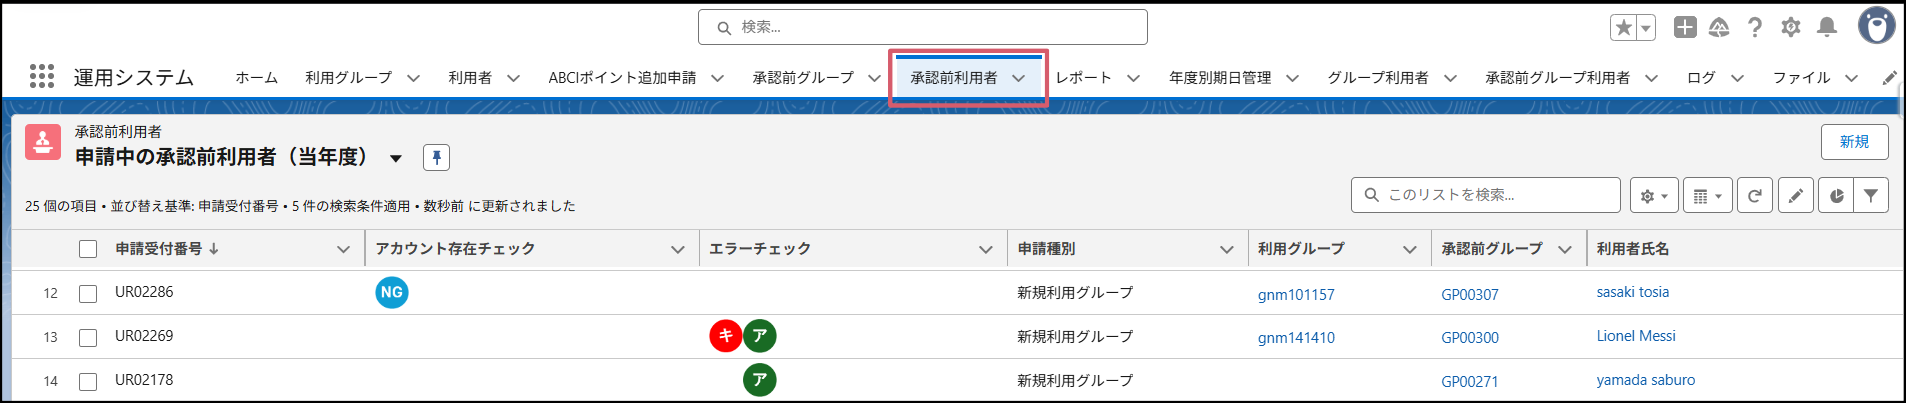 検索...
運用システム ホーム 利用グループ 利用者 ABCIポイント追加申請 承認前グループ 承認前利用者 レポート 年度別期日管理 グループ利用者 承認前グループ利用者 ログ ファイル
承認前利用者
申請中の承認前利用者（当年度）
新規
25 個の項目 • 並び替え基準: 申請受付番号 • 5 件の検索条件適用 • 数秒前 に更新されました
このリストを検索...
申請受付番号 ↓ アカウント存在チェック エラーチェック 申請種別 利用グループ 承認前グループ 利用者氏名
12 UR02286 NG 新規利用グループ gnm101157 GP00307 sasaki tosia
13 UR02269 キ ア 新規利用グループ gnm141410 GP00300 Lionel Messi
14 UR02178 ア 新規利用グループ GP00271 yamada saburo